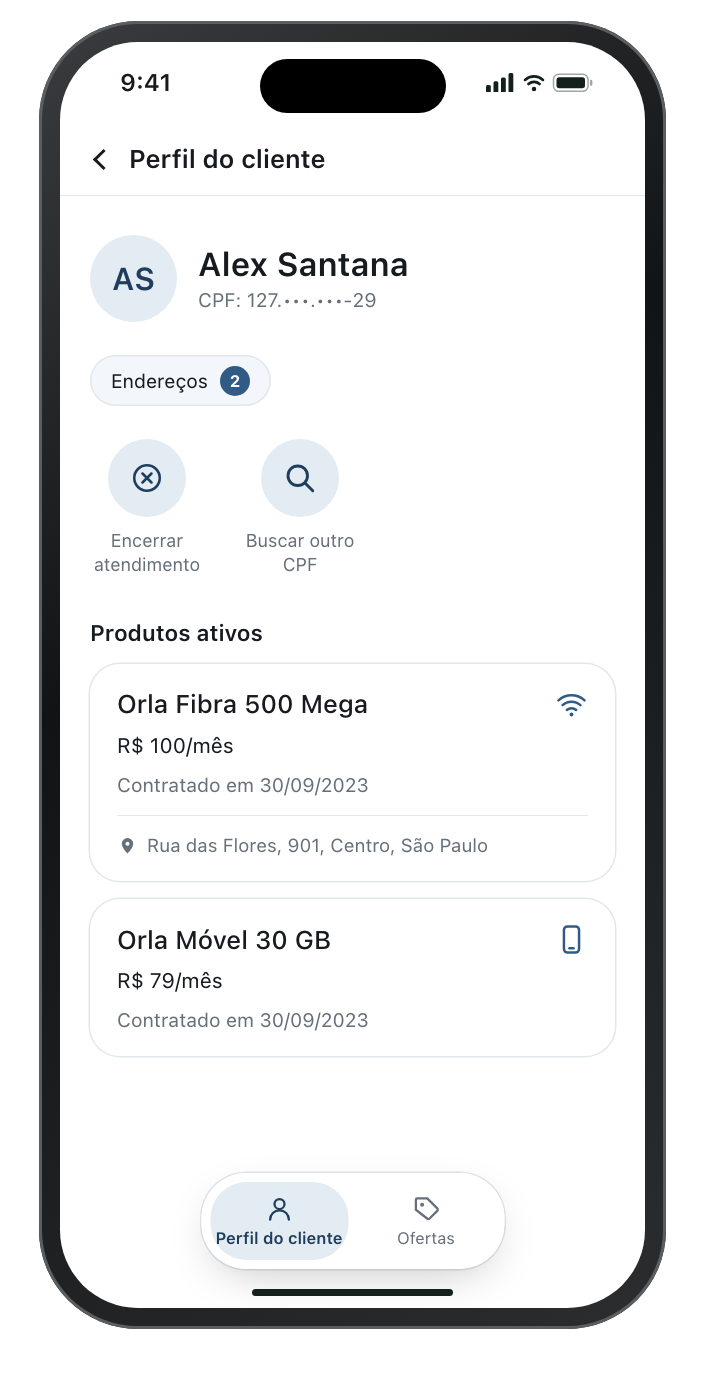 9:41
Perfil do cliente
AS
Alex Santana
CPF: 127.•••.•••-29
Endereços 2
Encerrar
atendimento
Buscar outro
CPF
Produtos ativos
Orla Fibra 500 Mega
R$ 100/mês
Contratado em 30/09/2023
Rua das Flores, 901, Centro, São Paulo
Orla Móvel 30 GB
R$ 79/mês
Contratado em 30/09/2023
Perfil do cliente
Ofertas